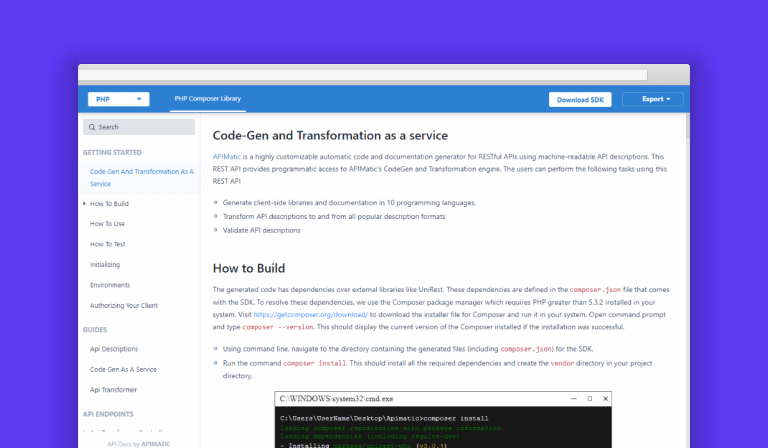 PHP
PHP Composer Library
Download SDK
Export
Search
GETTING STARTED
Code Gen And Transformation As A
Service
How To Build
How To Use
How To Test
Initializing
Environments
Authorizing Your Client
GUIDES
Api Descriptions
Code Gen As A Service
Api Transformer
API ENDPOINTS
API Docs by APIMATIC
Code-Gen and Transformation as a service
APIMatic is a highly customizable automatic code and documentation generator for RESTful APIs using machine-readable API descriptions. This
REST API provides programmatic access to APIMatic's CodeGen and Transformation engine. The users can perform the following tasks using this
REST API
Generate client-side libraries and documentation in 10 programming languages.
Transform API descriptions to and from all popular description formats
Validate API descriptions
How to Build
The generated code has dependencies over external libraries like UniRest. These dependencies are defined in the composer.json file that comes
with the SDK. To resolve these dependencies, we use the Composer package manager which requires PHP greater than 5.3.2 installed in your
system. Visit https://getcomposer.org/download/ to download the installer file for Composer and run it in your system. Open command prompt
and type composer --version. This should display the current version of the Composer installed if the installation was successful.
Using command line, navigate to the directory containing the generated files (including composer.json) for the SDK.
Run the command composer install. This should install all the required dependencies and create the vendor directory in your project
directory.
C:\WINDOWS\system32\cmd.exe
C:\Users\UserName\Desktop\Apimatic>composer install
Loading composer repositories with package information
Loading dependencies (including require-dev)
- Installing mashape/unirest-php (v3.0.4)